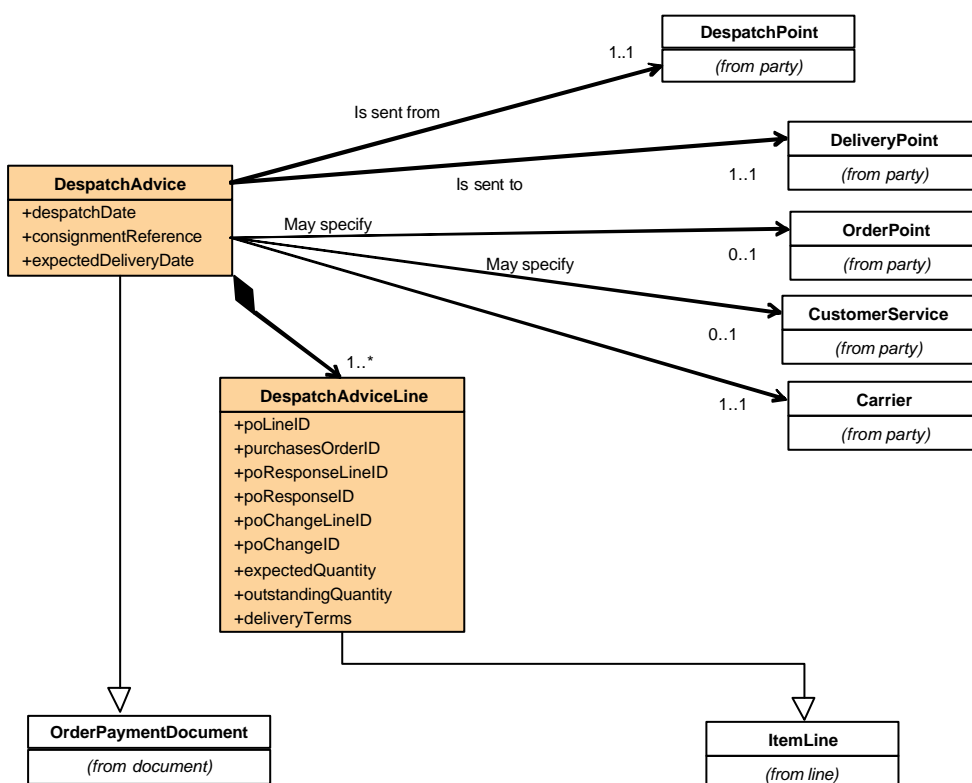 DespatchPoint
1..1
(from party)
Is sent from
DeliveryPoint
DespatchAdvice
Is sent to
1..1
(from party)
+despatchDate
+consignmentReference
+expectedDeliveryDate
May specify
OrderPoint
0..1
(from party)
May specify
CustomerService
0..1
(from party)
1..*
DespatchAdviceLine
1..1
Carrier
(from party)
+poLineID
+purchasesOrderID
+poResponseLineID
+poResponseID
+poChangeLineID
+poChangeID
+expectedQuantity
+outstandingQuantity
+deliveryTerms
OrderPaymentDocument
(from document)
ItemLine
(from line)